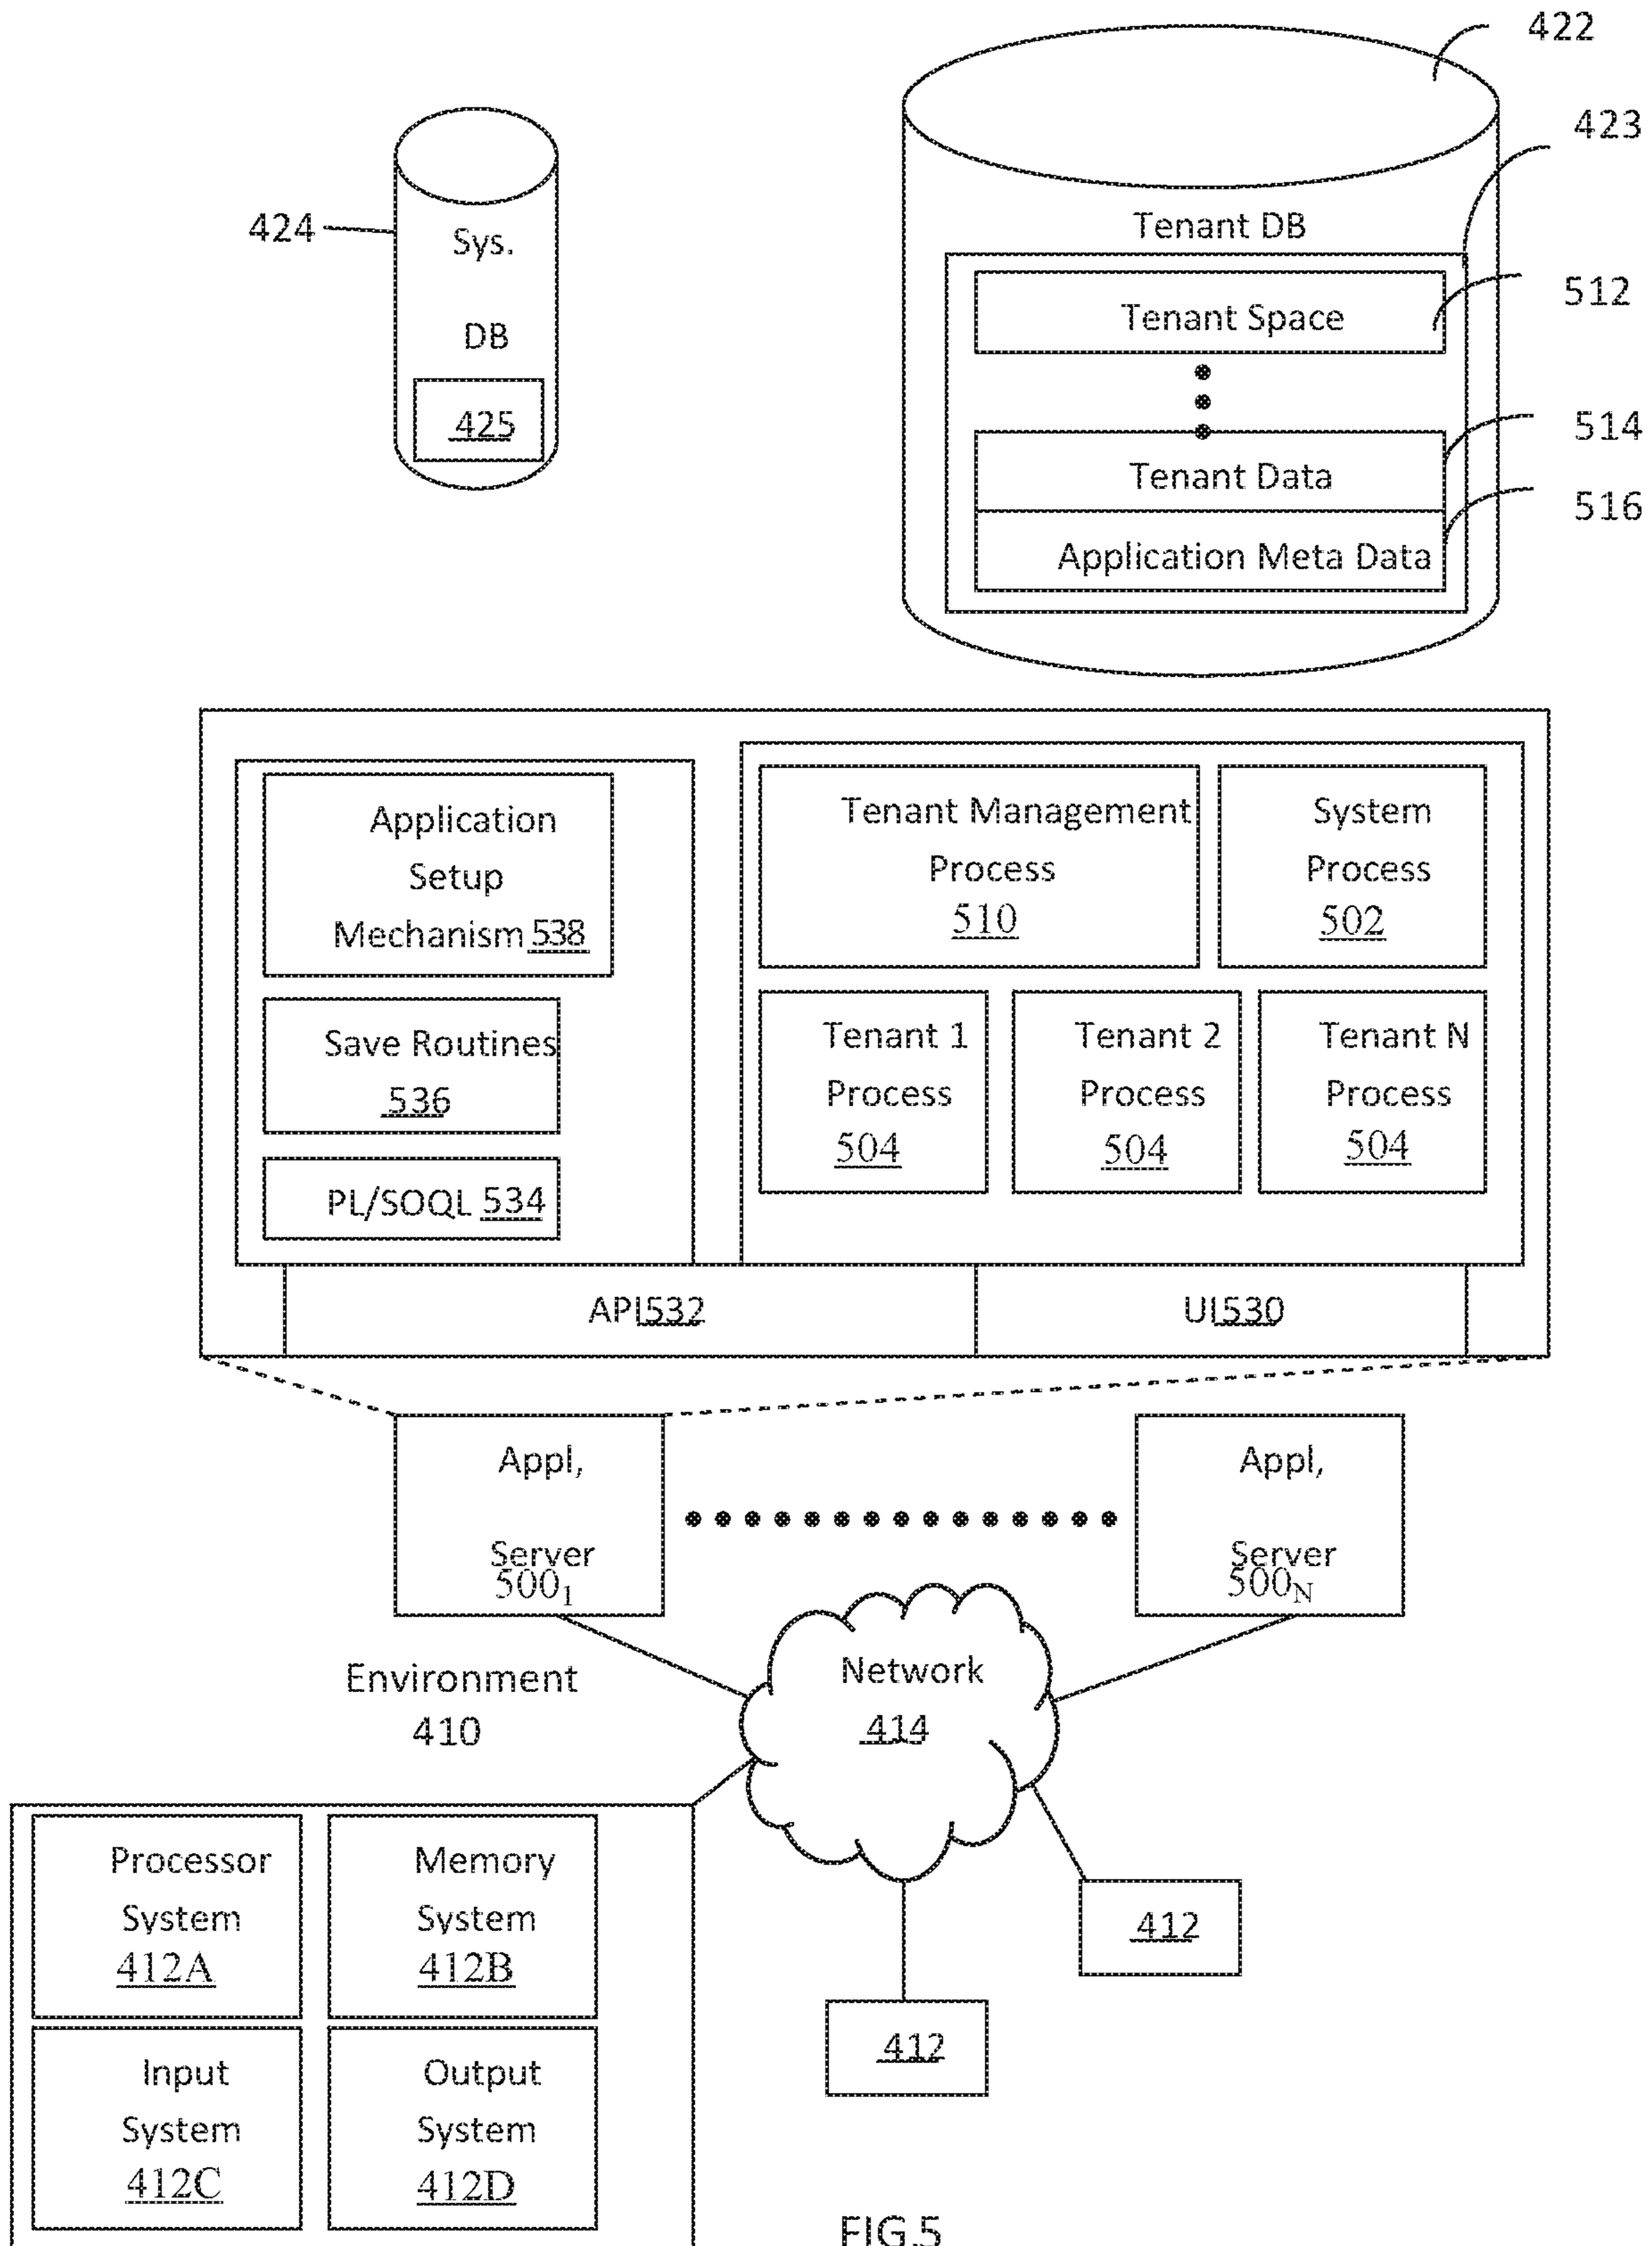 422
423
424
Sys.
DB
425
Tenant DB
Tenant Space
512
Tenant Data
514
Application Meta Data
516
Application
Setup
Mechanism 538
Save Routines
536
PL/SOQL 534
Tenant Management
Process
510
System
Process
502
Tenant 1
Process
504
Tenant 2
Process
504
Tenant N
Process
504
API 532
UI 530
Appl,
Server
500₁
Appl,
Server
500N
Environment
410
Network
414
Processor
System
412A
Memory
System
412B
Input
System
412C
Output
System
412D
412
412
FIG.5